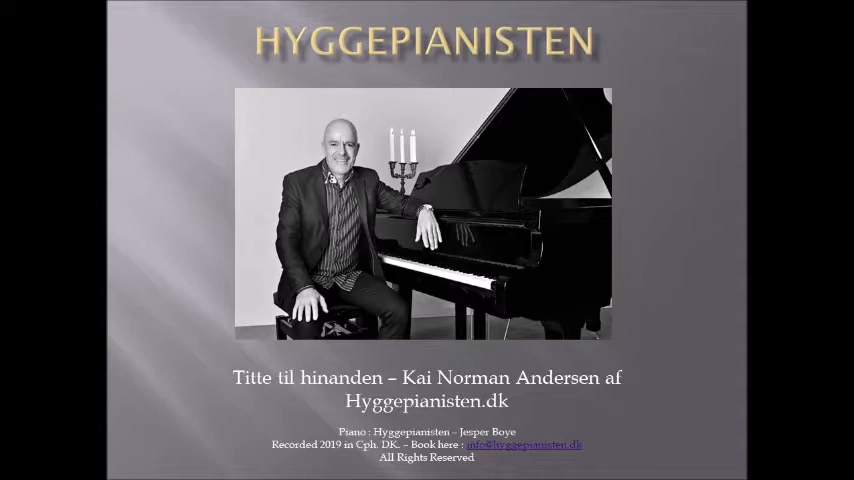 HYGGEPIANISTEN
Titte til hinanden – Kai Norman Andersen af
Hyggepianisten.dk
Piano : Hyggepianisten – Jesper Boye
Recorded 2019 in Cph. DK. – Book here : info@hyggepianisten.dk
All Rights Reserved